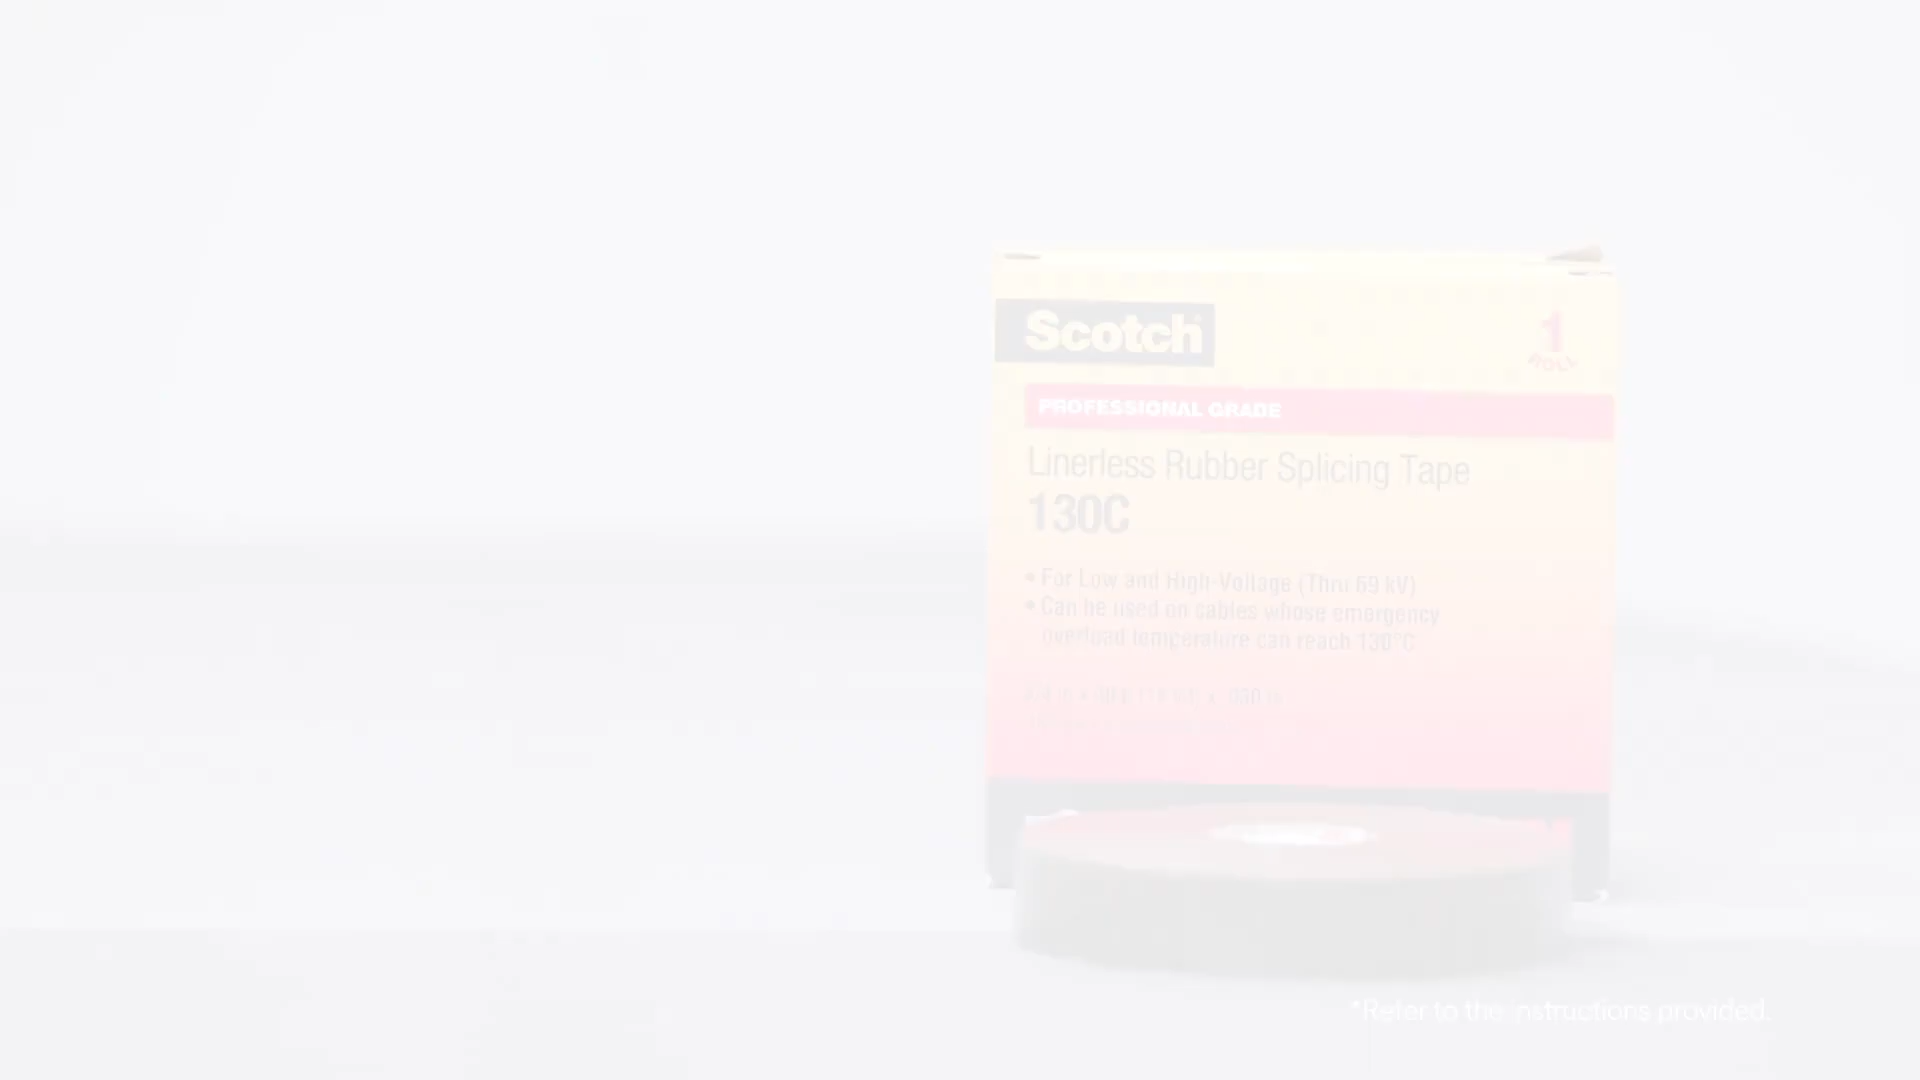 Scotch
1
ROLL
PROFESSIONAL GRADE
Linerless Rubber Splicing Tape
130C
• For Low and High-Voltage (Thru 69 kV)
• Can be used on cables whose emergency
overload temperature can reach 130°C
*Refer to the instructions provided.